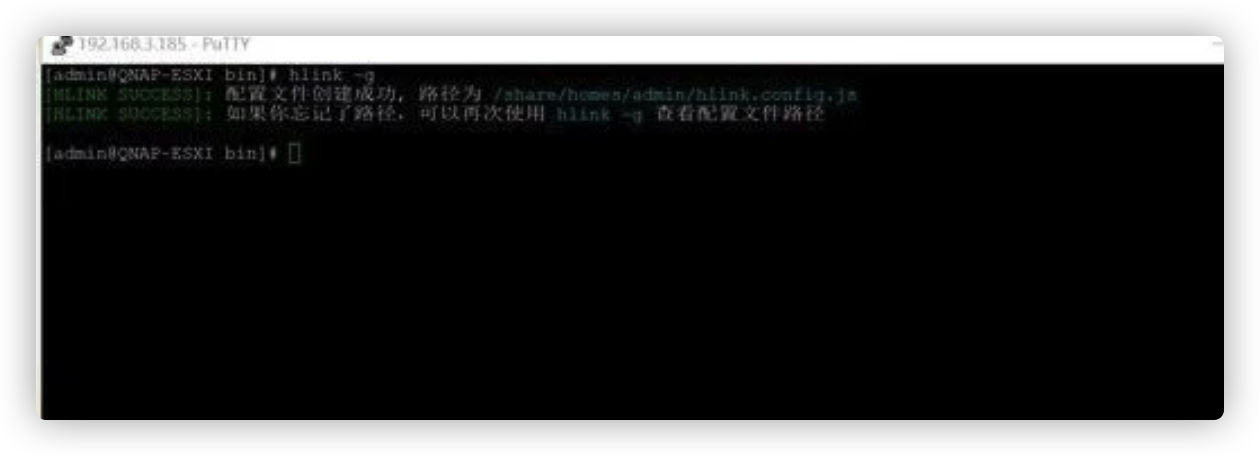 192.168.3.185 - PuTTY
[admin@QNAP-ESXI bin]# hlink -g
[HLINK SUCCESS]: 配置文件创建成功, 路径为 /share/homes/admin/hlink.config.js
[HLINK SUCCESS]: 如果你忘记了路径, 可以再次使用 hlink -g 查看配置文件路径
[admin@QNAP-ESXI bin]#